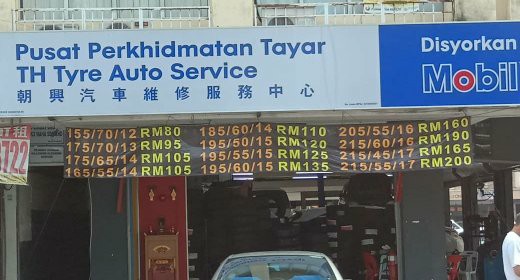 Pusat Perkhidmatan Tayar
TH Tyre Auto Service
朝興汽車維修服務中心
Disyorkan
Mobil
155/70/12 RM80 185/60/14 RM110 205/55/16 RM160
175/70/13 RM95 195/50/15 RM120 215/60/16 RM190
175/65/14 RM105 195/55/15 RM125 215/45/17 RM165
165/55/14 RM105 195/60/15 RM135 215/55/17 RM200
722